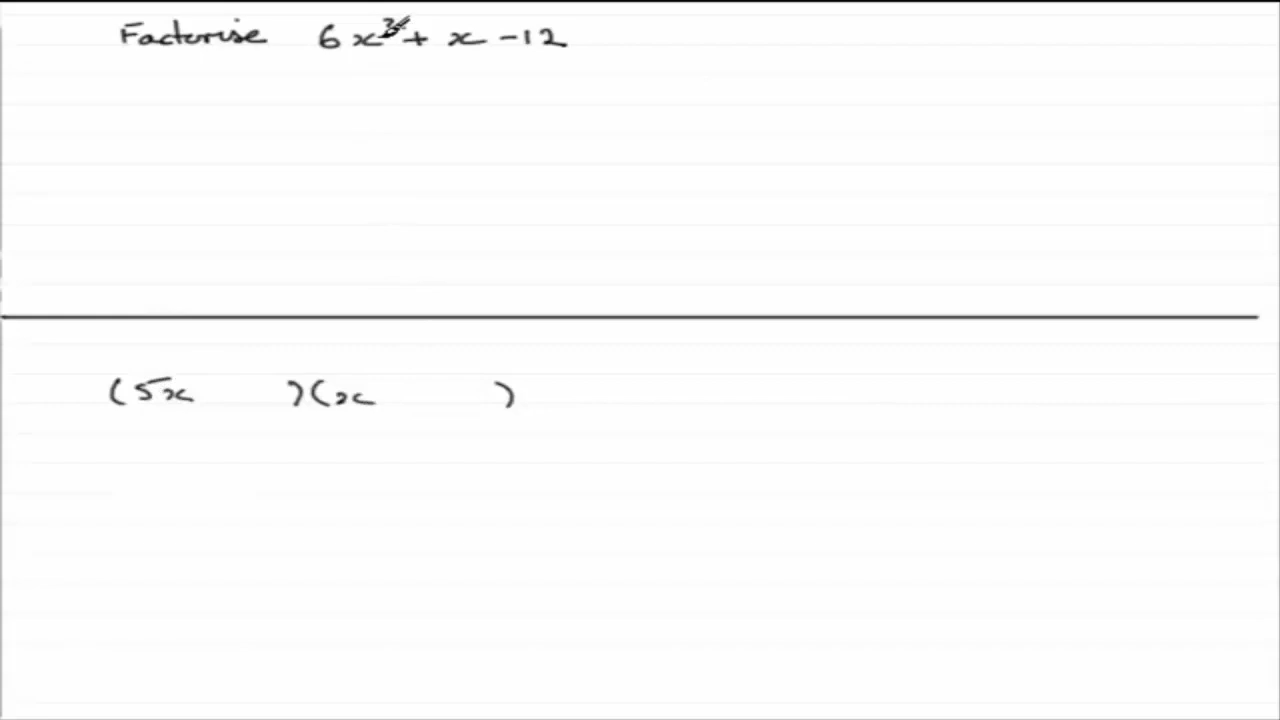 Factorise 6x² + x - 12
(5x )(x )